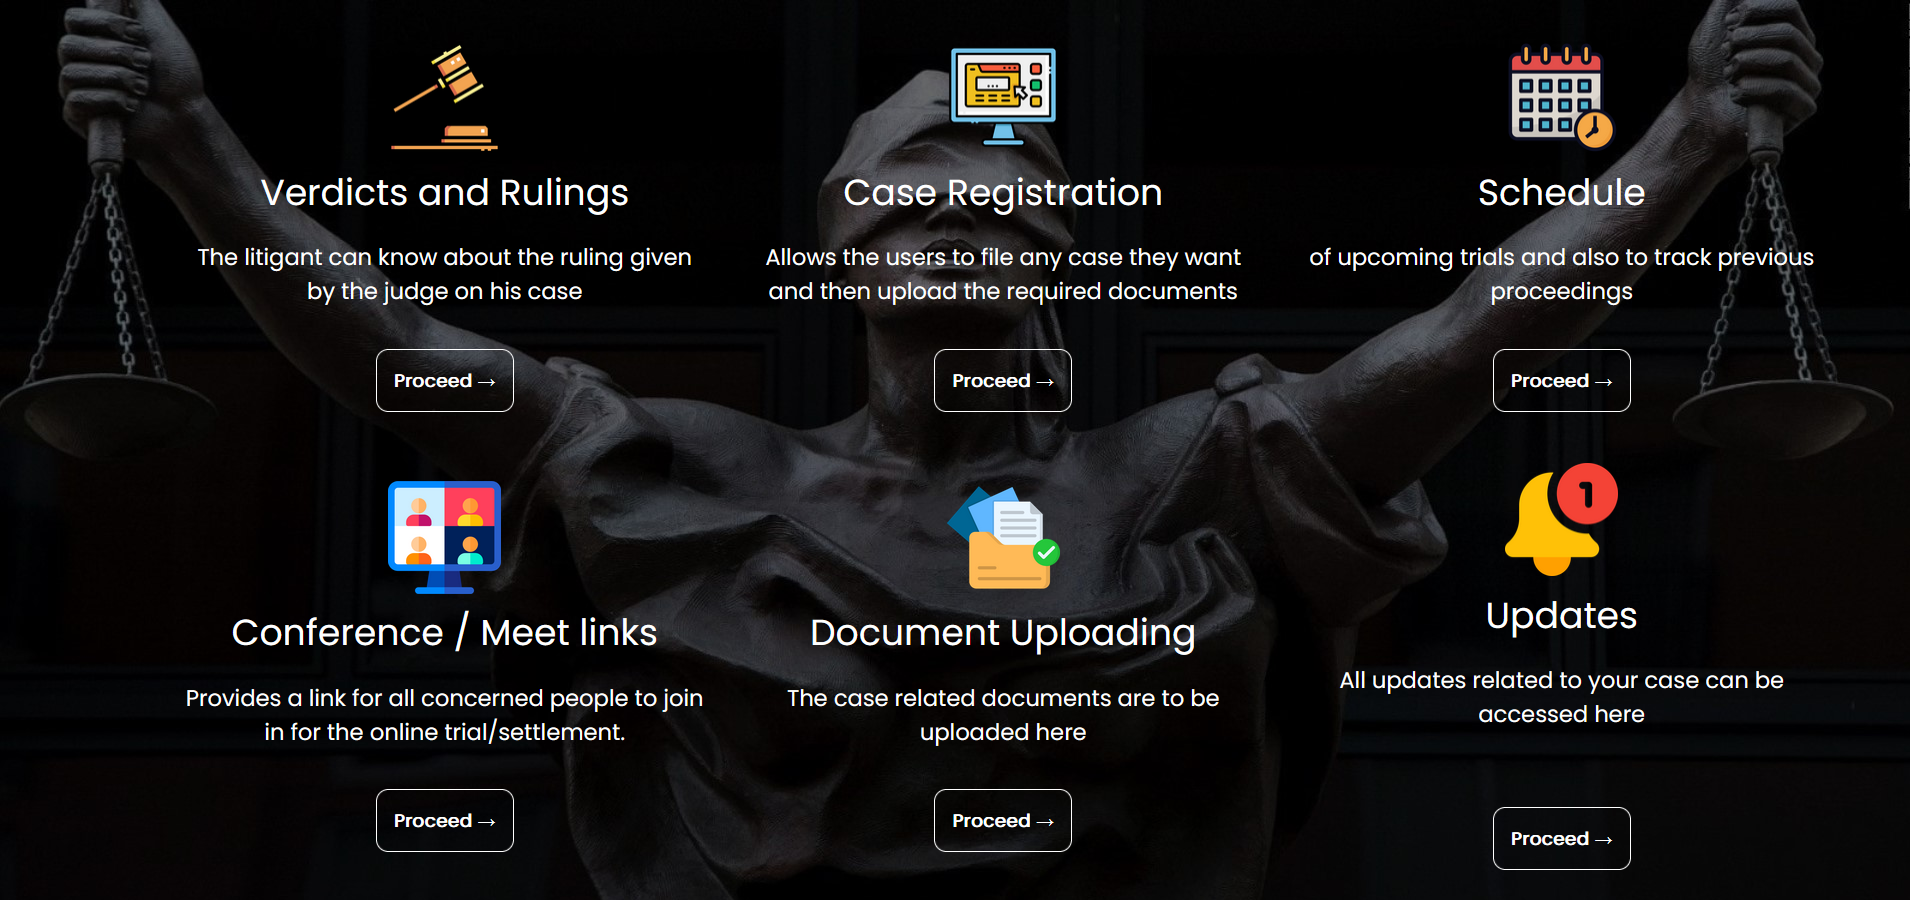 Verdicts and Rulings
The litigant can know about the ruling given
by the judge on his case
Proceed →
Case Registration
Allows the users to file any case they want
and then upload the required documents
Proceed →
Schedule
of upcoming trials and also to track previous
proceedings
Proceed →
Conference / Meet links
Provides a link for all concerned people to join
in for the online trial/settlement.
Proceed →
Document Uploading
The case related documents are to be
uploaded here
Proceed →
1
Updates
All updates related to your case can be
accessed here
Proceed →